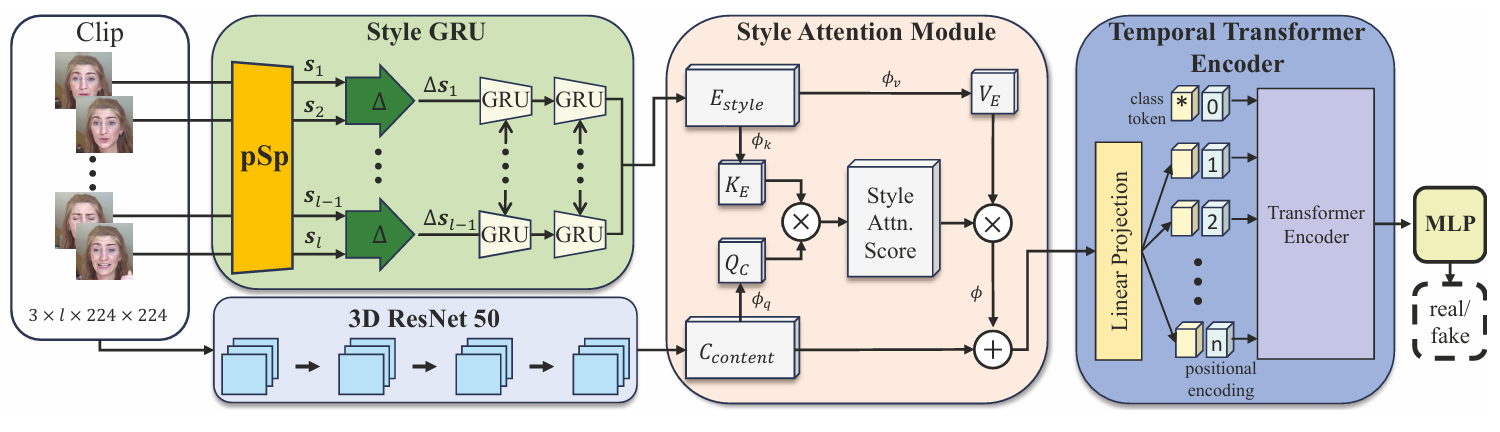 Clip
3 × l × 224 × 224
Style GRU
pSp
s1
s2
sl−1
sl
Δ
Δ
Δs1
Δsl−1
GRU
GRU
GRU
GRU
3D ResNet 50
Style Attention Module
Estyle
ϕv
VE
ϕk
KE
×
Style
Attn.
Score
×
QC
ϕq
ϕ
Ccontent
+
Temporal Transformer
Encoder
class
token
*
0
Linear Projection
1
2
n
positional
encoding
Transformer
Encoder
MLP
real/
fake